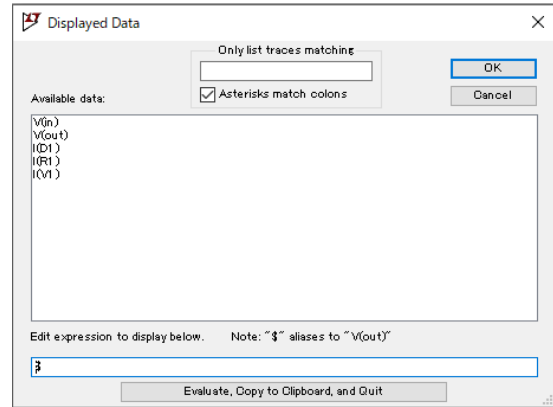 Displayed Data
Only list traces matching
OK
Asterisks match colons
Cancel
Available data:
V(in)
V(out)
I(D1)
I(R1)
I(V1)
Edit expression to display below. Note: "$" aliases to "V(out)"
$
Evaluate, Copy to Clipboard, and Quit